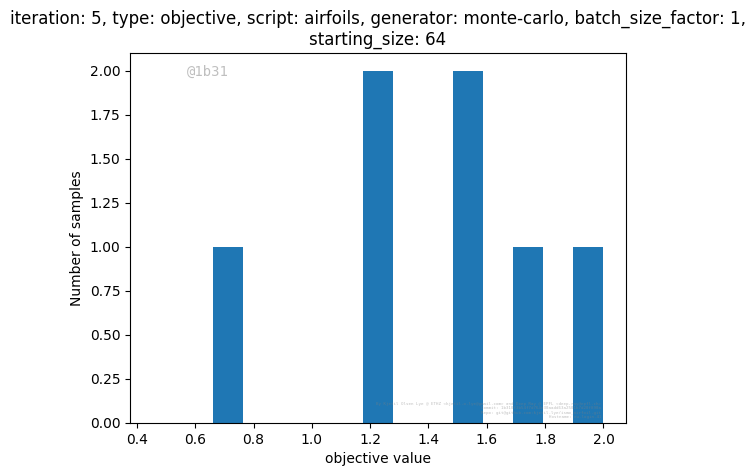 iteration: 5, type: objective, script: airfoils, generator: monte-carlo, batch_size_factor: 1,
starting_size: 64
@1b31
2.00
1.75
1.50
1.25
1.00
0.75
0.50
0.25
0.00
Number of samples
0.4 0.6 0.8 1.0 1.2 1.4 1.6 1.8 2.0
objective value